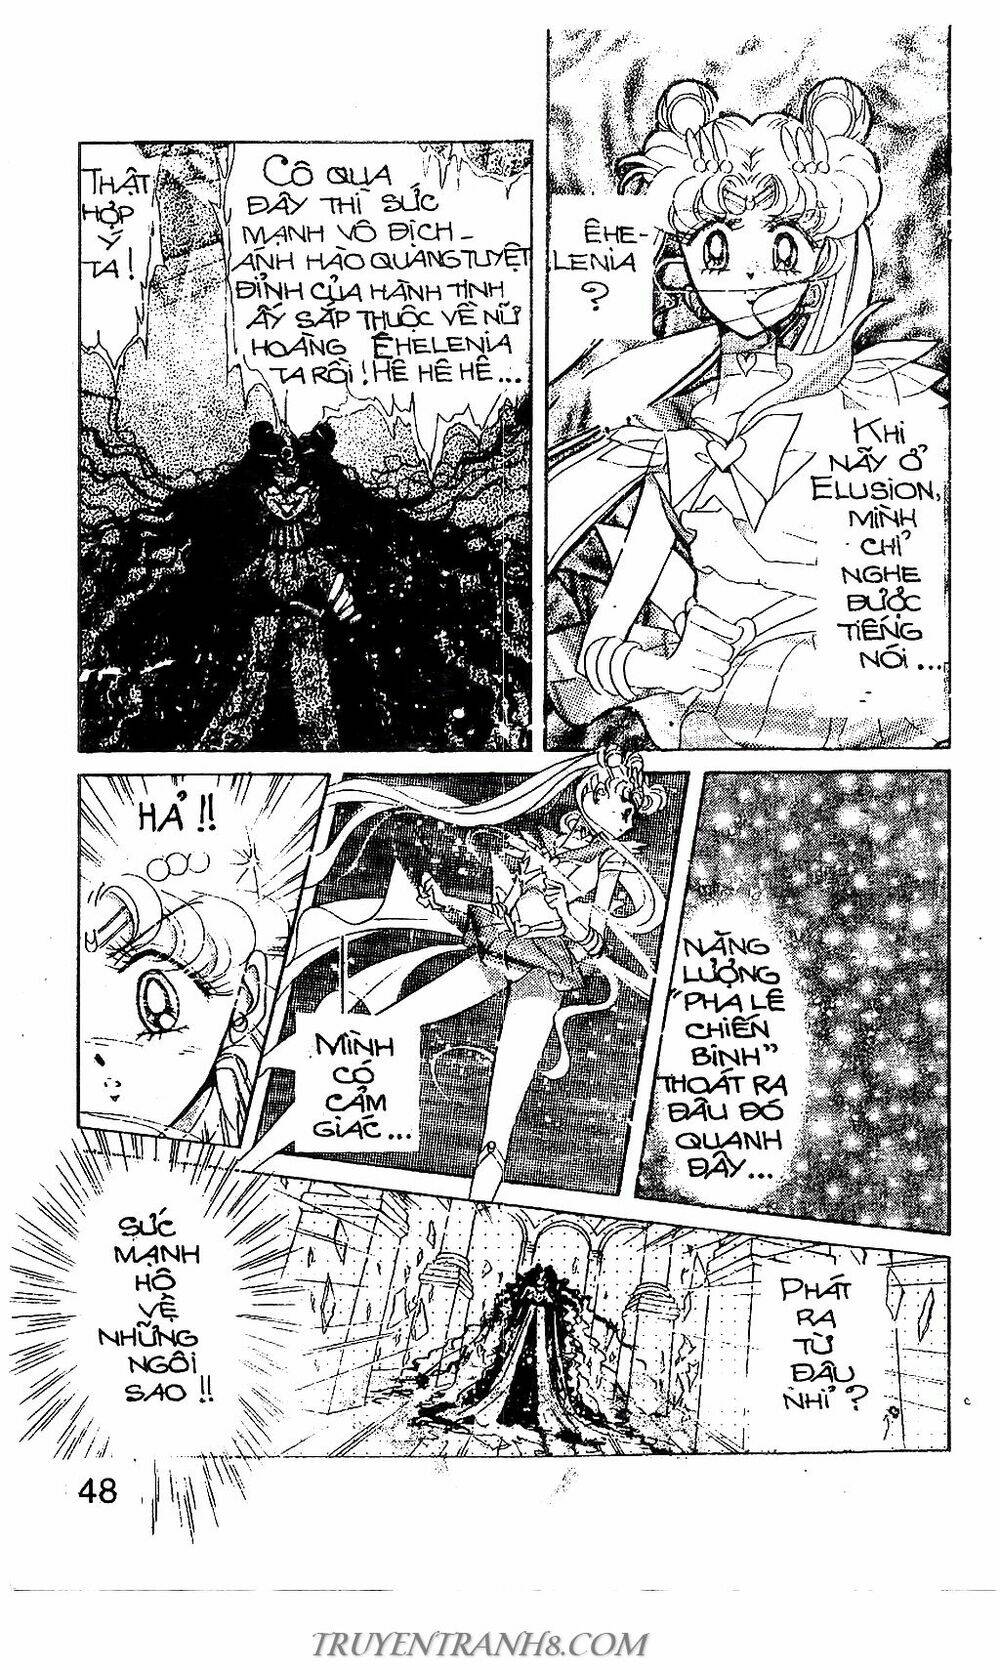 ÊHE-
LENIA
?
KHI
NÃY Ở
ELUSION,
MÌNH
CHỈ
NGHE
ĐƯỢC
TIẾNG
NÓI...
CÔ QUA
ĐÂY THÌ SỨC
MẠNH VÔ ĐỊCH -
ÁNH HÀO QUANG TUYỆT
ĐỈNH CỦA HÀNH TINH
ẤY SẮP THUỘC VỀ NỮ
HOÀNG ÊHELENIA
TA RỒI! HÊ HÊ HÊ...
THẬT
HỢP
Ý
TA!
NĂNG
LƯỢNG
"PHA LÊ
CHIẾN
BINH"
THOÁT RA
ĐÂU ĐÓ
QUANH
ĐÂY...
MÌNH
CÓ
CẢM
GIÁC...
HẢ!!
PHÁT
RA
TỪ
ĐÂU
NHỈ?
SỨC
MẠNH
HỘ
VỆ
NHỮNG
NGÔI
SAO!!
48
TRUYENTRANH8.COM